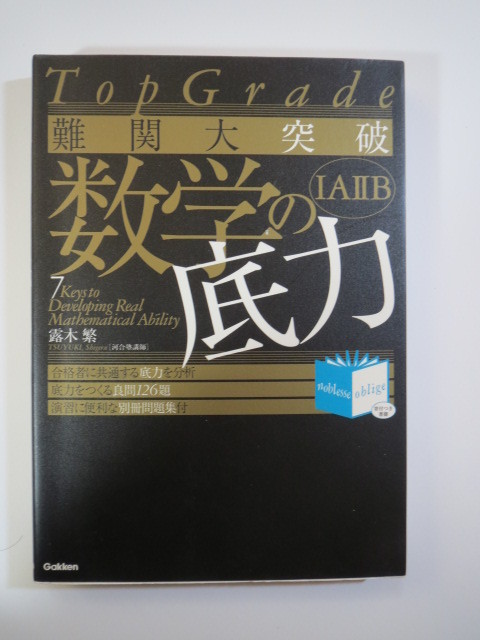 TopGrade
難関大突破
数学の底力
ⅠAⅡB
7Keys to
Developing Real
Mathematical Ability
露木 繁
TSUYUKI, Shigeru [河合塾講師]
合格者に共通する底力を分析
底力をつくる良問126題
演習に便利な別冊問題集付
noblesse oblige
Gakken